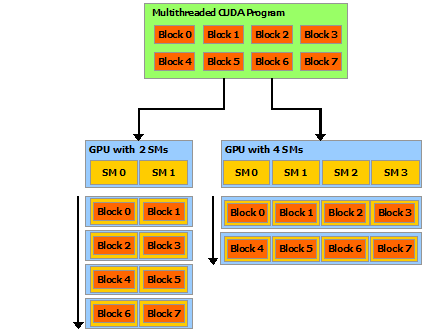 Multithreaded CUDA Program
Block 0 Block 1 Block 2 Block 3
Block 4 Block 5 Block 6 Block 7
GPU with 2 SMs
SM 0 SM 1
Block 0 Block 1
Block 2 Block 3
Block 4 Block 5
Block 6 Block 7
GPU with 4 SMs
SM 0 SM 1 SM 2 SM 3
Block 0 Block 1 Block 2 Block 3
Block 4 Block 5 Block 6 Block 7